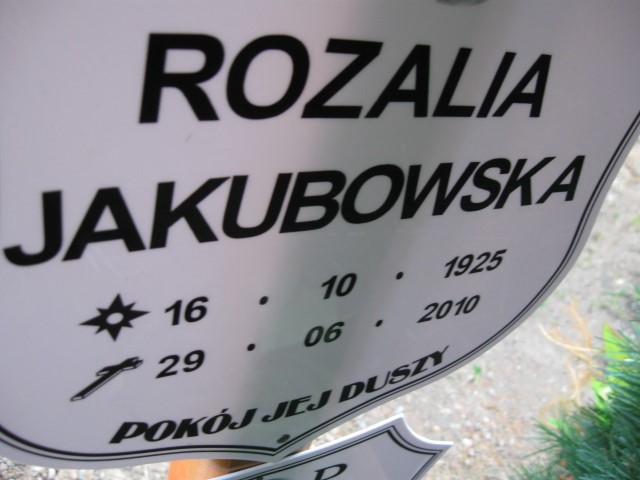 ROZALIA
JAKUBOWSKA
16 · 10 · 1925
29 · 06 · 2010
POKÓJ JEJ DUSZY